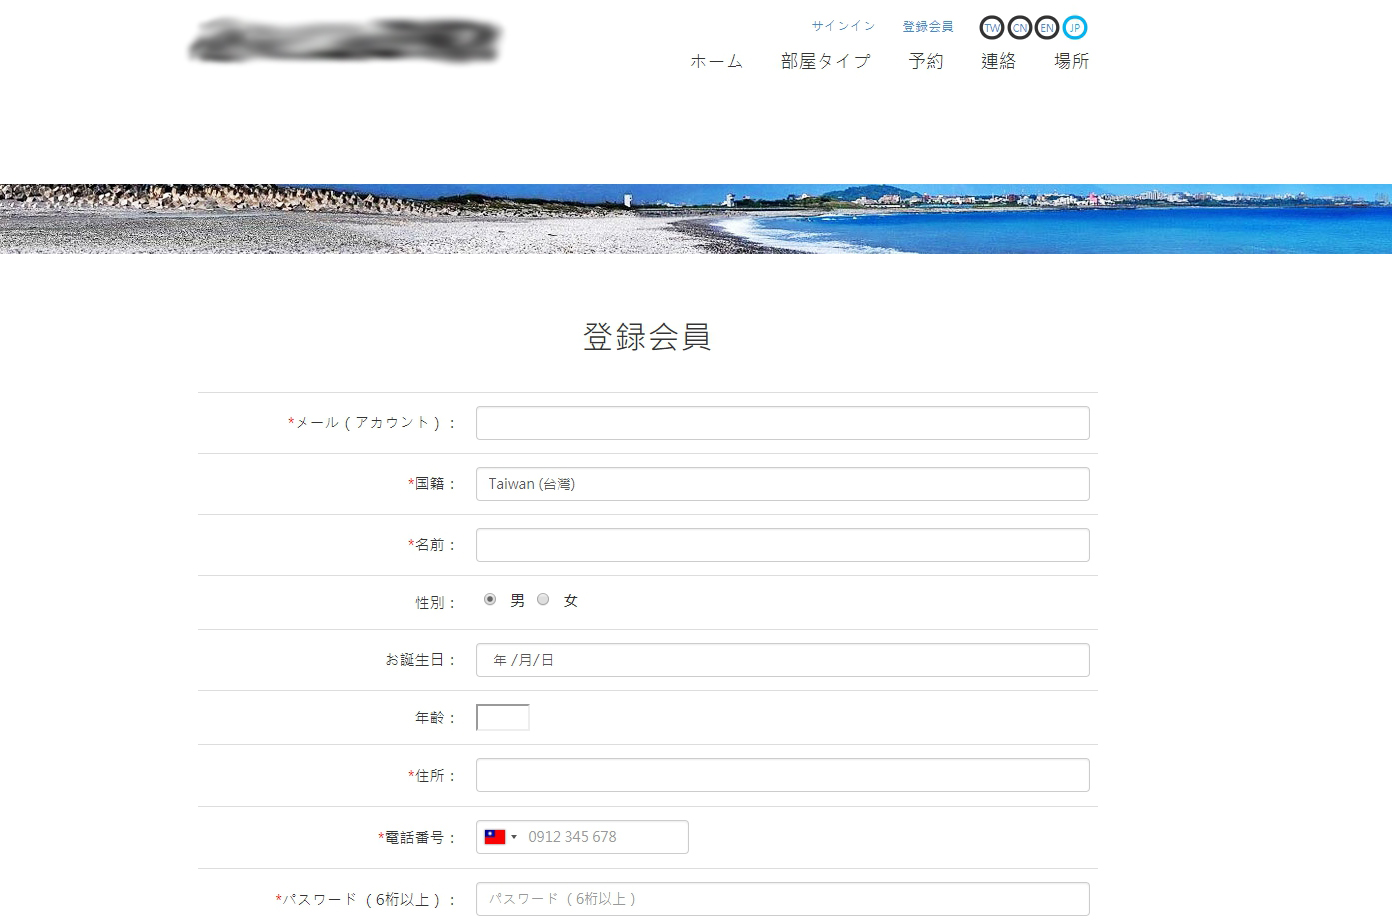 サインイン 登録会員 TW CN EN JP
ホーム 部屋タイプ 予約 連絡 場所
登録会員
*メール ( アカウント ) :
*国籍 : Taiwan (台灣)
*名前 :
性別 : 男 女
お誕生日 : 年 /月/日
年齢 :
*住所 :
*電話番号 : 0912 345 678
*パスワード ( 6桁以上 ) : パスワード ( 6桁以上 )